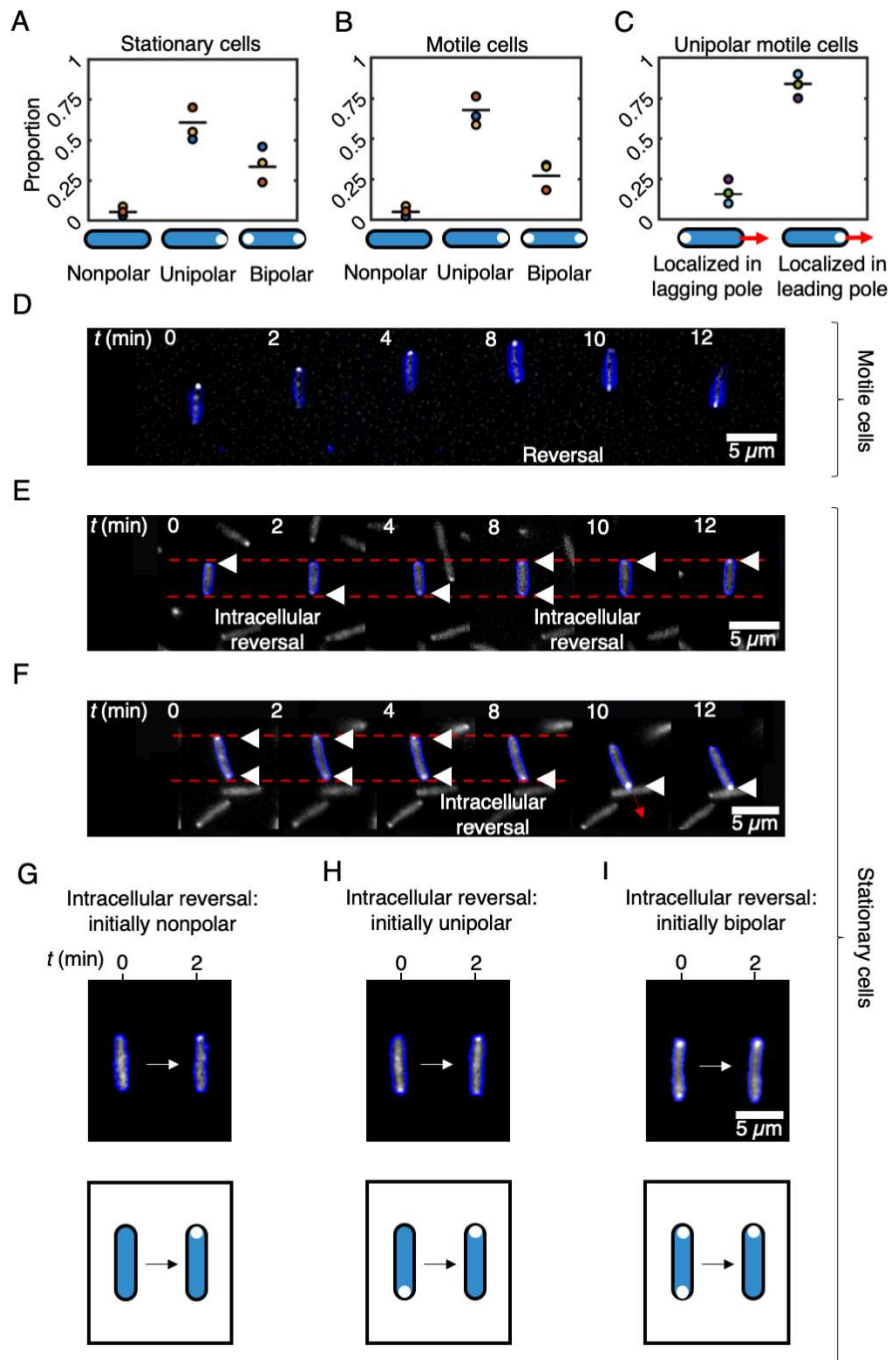 A
Stationary cells
Proportion
1
0.75
0.5
0.25
0
Nonpolar Unipolar Bipolar
B
Motile cells
1
0.75
0.5
0.25
0
Nonpolar Unipolar Bipolar
C
Unipolar motile cells
1
0.75
0.5
0.25
0
Localized in
lagging pole
Localized in
leading pole
D
t (min) 0 2 4 8 10 12
Reversal
5 µm
Motile cells
E
t (min) 0 2 4 8 10 12
Intracellular
reversal
Intracellular
reversal
5 µm
F
t (min) 0 2 4 8 10 12
Intracellular
reversal
5 µm
G
Intracellular reversal:
initially nonpolar
t (min) 0 2
H
Intracellular reversal:
initially unipolar
0 2
I
Intracellular reversal:
initially bipolar
0 2
5 µm
Stationary cells